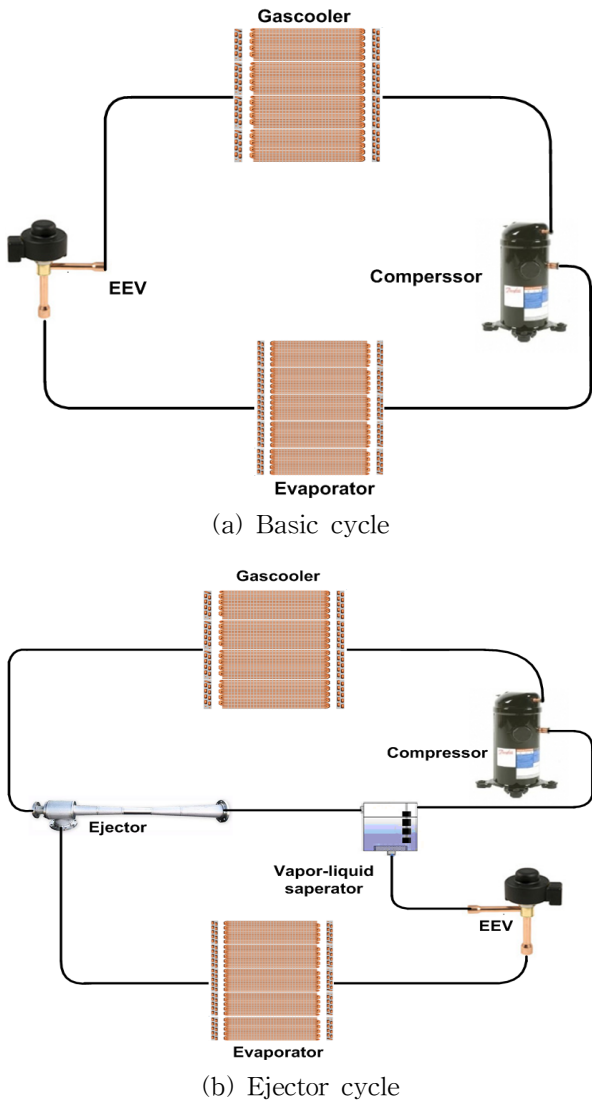 Gascooler
EEV
Comperssor
Evaporator
(a) Basic cycle
Gascooler
Compressor
Ejector
Vapor-liquid
saperator
EEV
Evaporator
(b) Ejector cycle